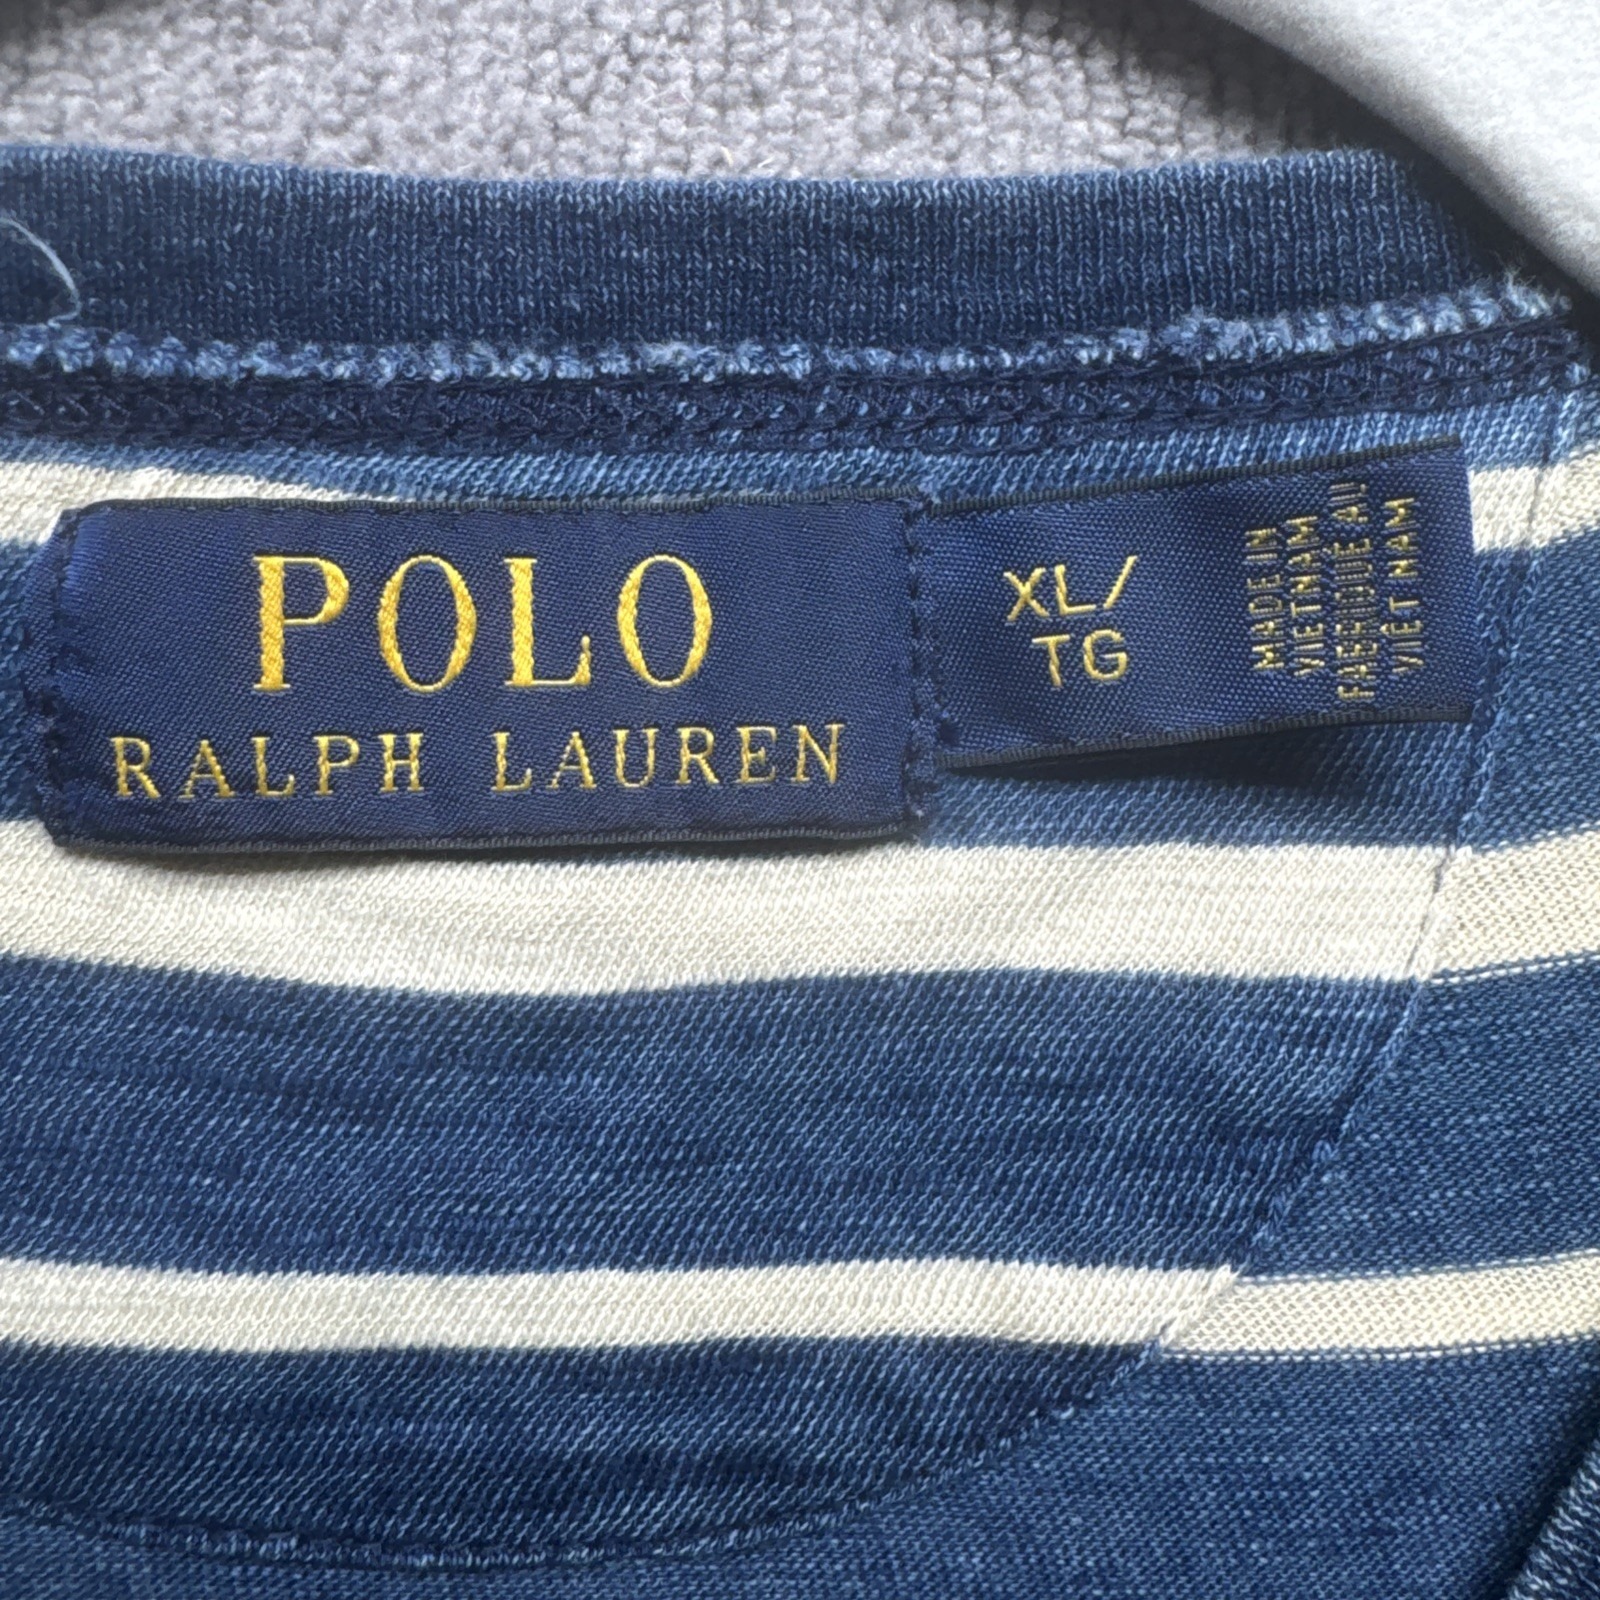 POLO
RALPH LAUREN
XL/
TG
MADE IN
VIETNAM
FABRIQUÉ AU
VIÊT NAM